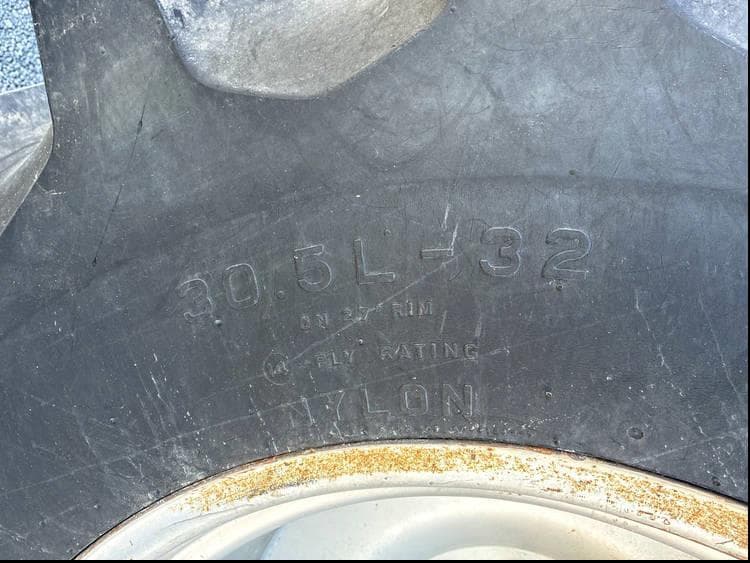 30.5L-32
ON 27" RIM
14 -PLY RATING
NYLON